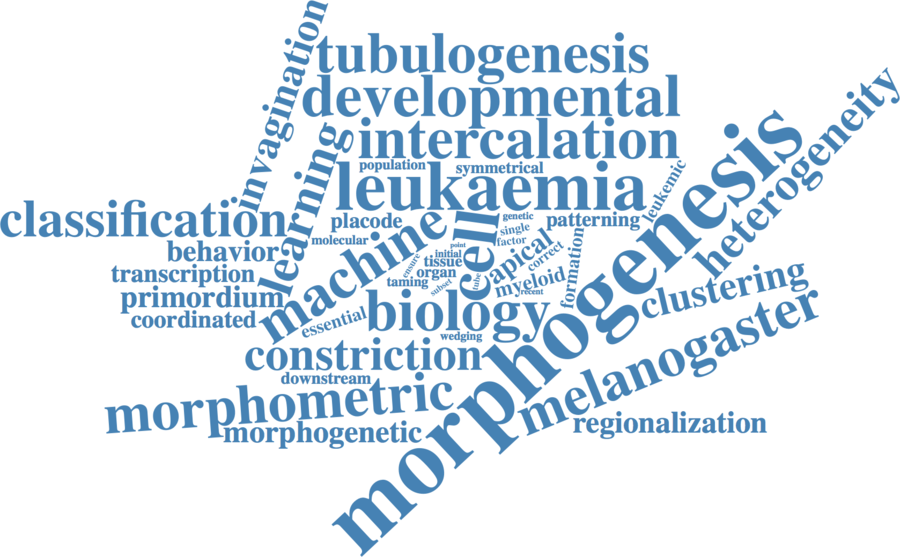 invagination
tubulogenesis
developmental
intercalation
population
symmetrical
leukaemia
learning
classification
placode
patterning
leukemic
heterogeneity
morphogenesis
genetic
single
factor
cell
machine
molecular
behavior
transcription
primordium
coordinated
point
initial
ensure
tissue
organ
taming
subset
tube
apical
correct
myeloid
recent
formation
clustering
essential
biology
wedging
constriction
downstream
melanogaster
morphometric
morphogenetic
regionalization